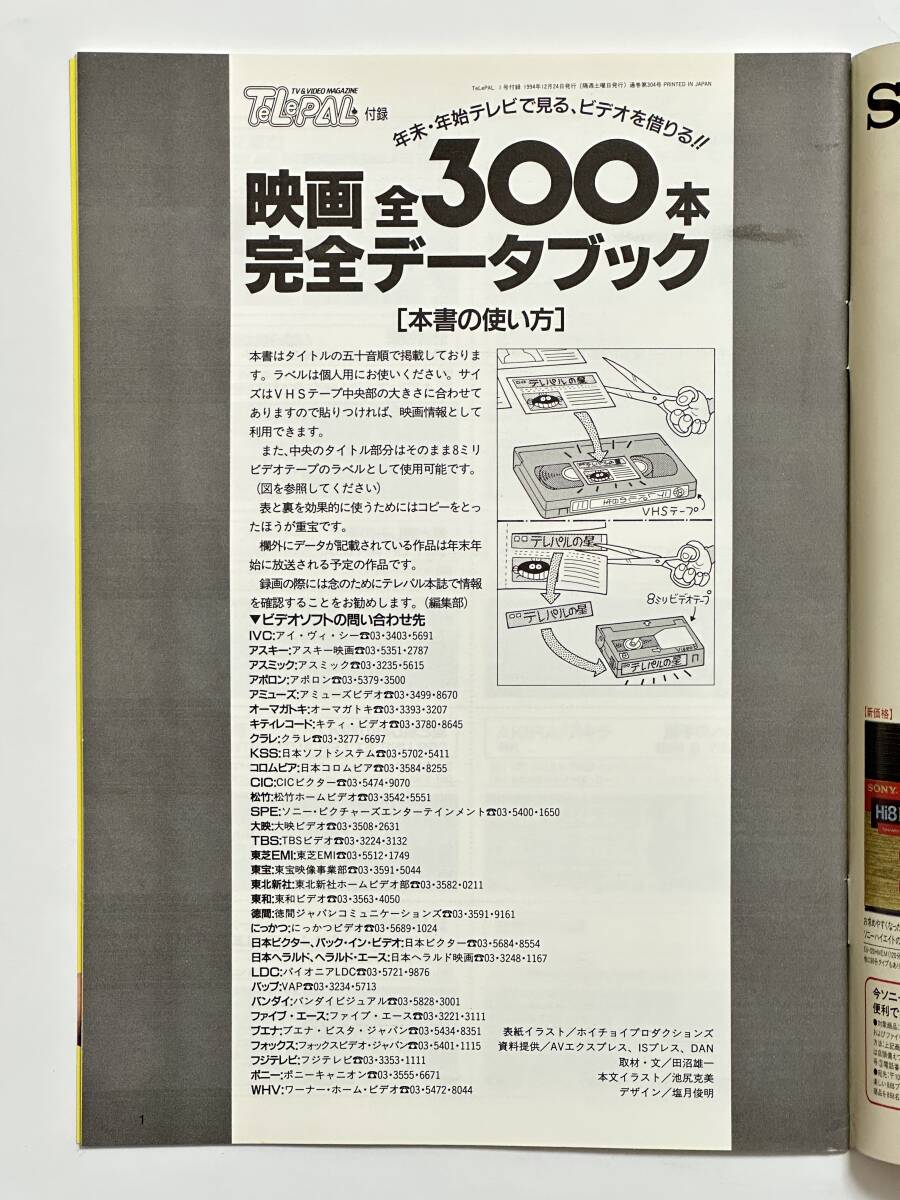 TV & VIDEO MAGAZINE
TeLePAL 付録
TeLePAL 1号付録 1994年12月24日発行(隔週土曜日発行)通巻第304号 PRINTED IN JAPAN
年末・年始テレビで見る、ビデオを借りる!!
映画 全300本
完全データブック
[本書の使い方]
本書はタイトルの五十音順で掲載しておりま
す。ラベルは個人用にお使いください。サイ
ズはVHSテープ中央部の大きさに合わせて
ありますので貼りつければ、映画情報として
利用できます。
また、中央のタイトル部分はそのまま8ミリ
ビデオテープのラベルとして使用可能です。
(図を参照してください)
表と裏を効果的に使うためにはコピーをとっ
たほうが重宝です。
欄外にデータが記載されている作品は年末年
始に放送される予定の作品です。
録画の際には念のためにテレパル本誌で情報
を確認することをお勧めします。(編集部)
テレパルの星
VHSテープ
テレパルの星
テレパルの星
8ミリビデオテープ
テレパルの星
▼ビデオソフトの問い合わせ先
IVC:アイ・ヴィ・シー☎03・3403・5691
アスキー:アスキー映画☎03・5351・2787
アスミック:アスミック☎03・3235・5615
アポロン:アポロン☎03・5379・3500
アミューズ:アミューズビデオ☎03・3499・8670
オーマガトキ:オーマガトキ☎03・3393・3207
キティレコード:キティ・ビデオ☎03・3780・8645
クラレ:クラレ☎03・3277・6697
KSS:日本ソフトシステム☎03・5702・5411
コロムビア:日本コロムビア☎03・3584・8255
CIC:CICビクター☎03・5474・9070
松竹:松竹ホームビデオ☎03・3542・5551
SPE:ソニー・ピクチャーズエンターテインメント☎03・5400・1650
大映:大映ビデオ☎03・3508・2631
TBS:TBSビデオ☎03・3224・3132
東芝EMI:東芝EMI☎03・5512・1749
東宝:東宝映像事業部☎03・3591・5044
東北新社:東北新社ホームビデオ部☎03・3582・0211
東和:東和ビデオ☎03・3563・4050
徳間:徳間ジャパンコミュニケーションズ☎03・3591・9161
にっかつ:にっかつビデオ☎03・5689・1024
日本ビクター、パック・イン・ビデオ:日本ビクター☎03・5684・8554
日本ヘラルド、ヘラルド・エース:日本ヘラルド映画☎03・3248・1167
LDC:パイオニアLDC☎03・5721・9876
バップ:VAP☎03・3234・5713
バンダイ:バンダイビジュアル☎03・5828・3001
ファイブ・エース:ファイブ・エース☎03・3221・3111
ブエナ:ブエナ・ビスタ・ジャパン☎03・5434・8351
フォックス:フォックスビデオ・ジャパン☎03・5401・1115
フジテレビ:フジテレビ☎03・3353・1111
ポニー:ポニーキャニオン☎03・3555・6671
WHV:ワーナー・ホーム・ビデオ☎03・5472・8044
表紙イラスト/ホイチョイプロダクションズ
資料提供/AVエクスプレス、ISプレス、DAN
取材・文/田沼雄一
本文イラスト/池尻克美
デザイン/塩月俊明
1
S
【新価格】
SONY
Hi8
お求めやすくなった
今ソニー
便利で